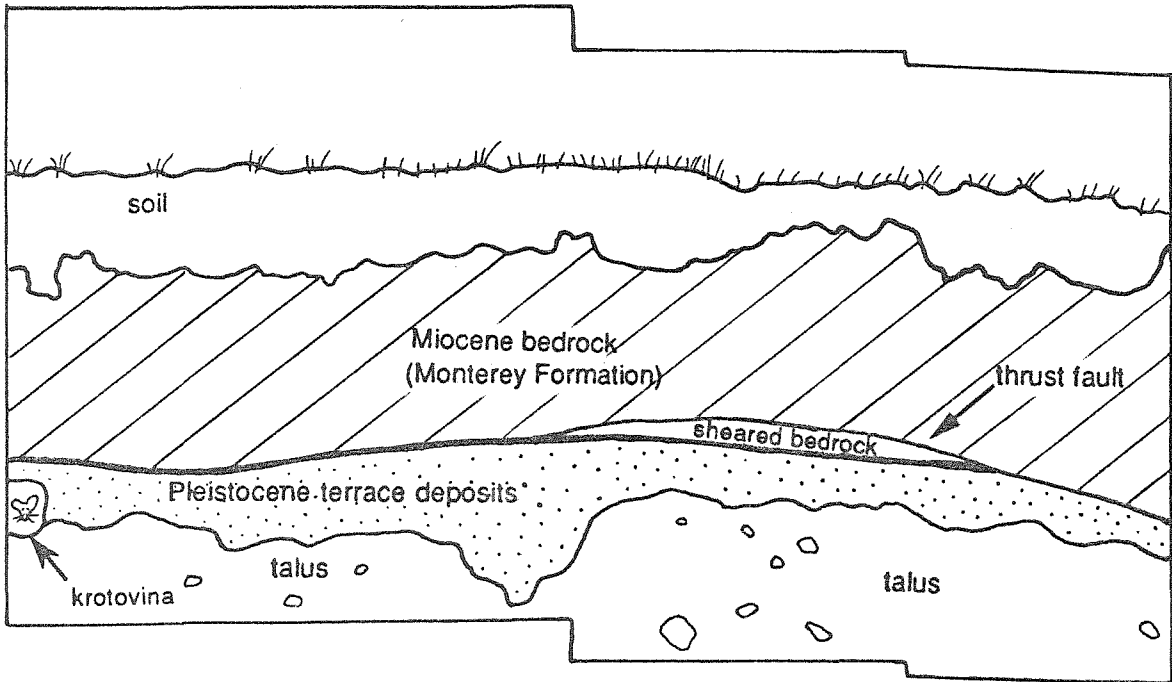 soil
Miocene bedrock
(Monterey Formation)
thrust fault
sheared bedrock
Pleistocene terrace deposits
talus
talus
krotovina